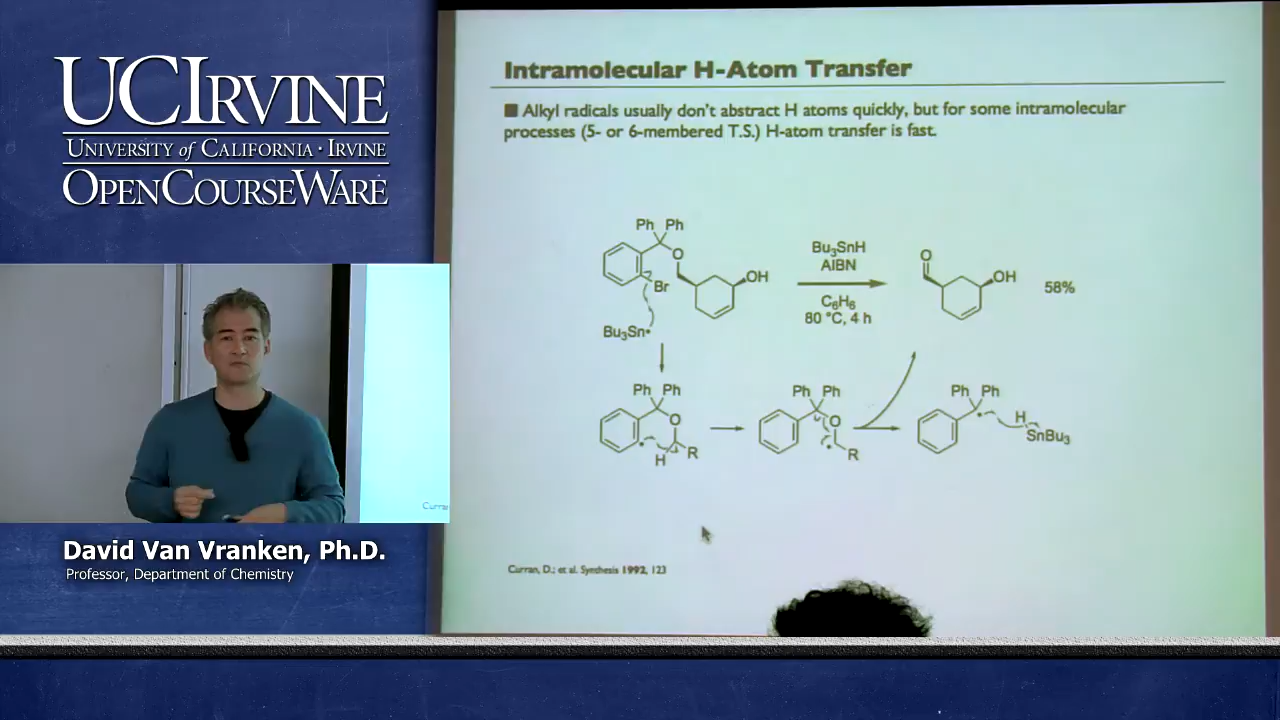 UCIRVINE
UNIVERSITY of CALIFORNIA · IRVINE
OPENCOURSEWARE
Intramolecular H-Atom Transfer
Alkyl radicals usually don't abstract H atoms quickly, but for some intramolecular
processes (5- or 6-membered T.S.) H-atom transfer is fast.
Ph Ph
O
Br
OH
Bu3Sn•
Bu3SnH
AIBN
C6H6
80 °C, 4 h
O
OH
58%
Ph Ph
O
H
R
Ph Ph
O
R
Ph Ph
H
SnBu3
Curran, D.; et al. Synthesis 1992, 123
Curra
David Van Vranken, Ph.D.
Professor, Department of Chemistry